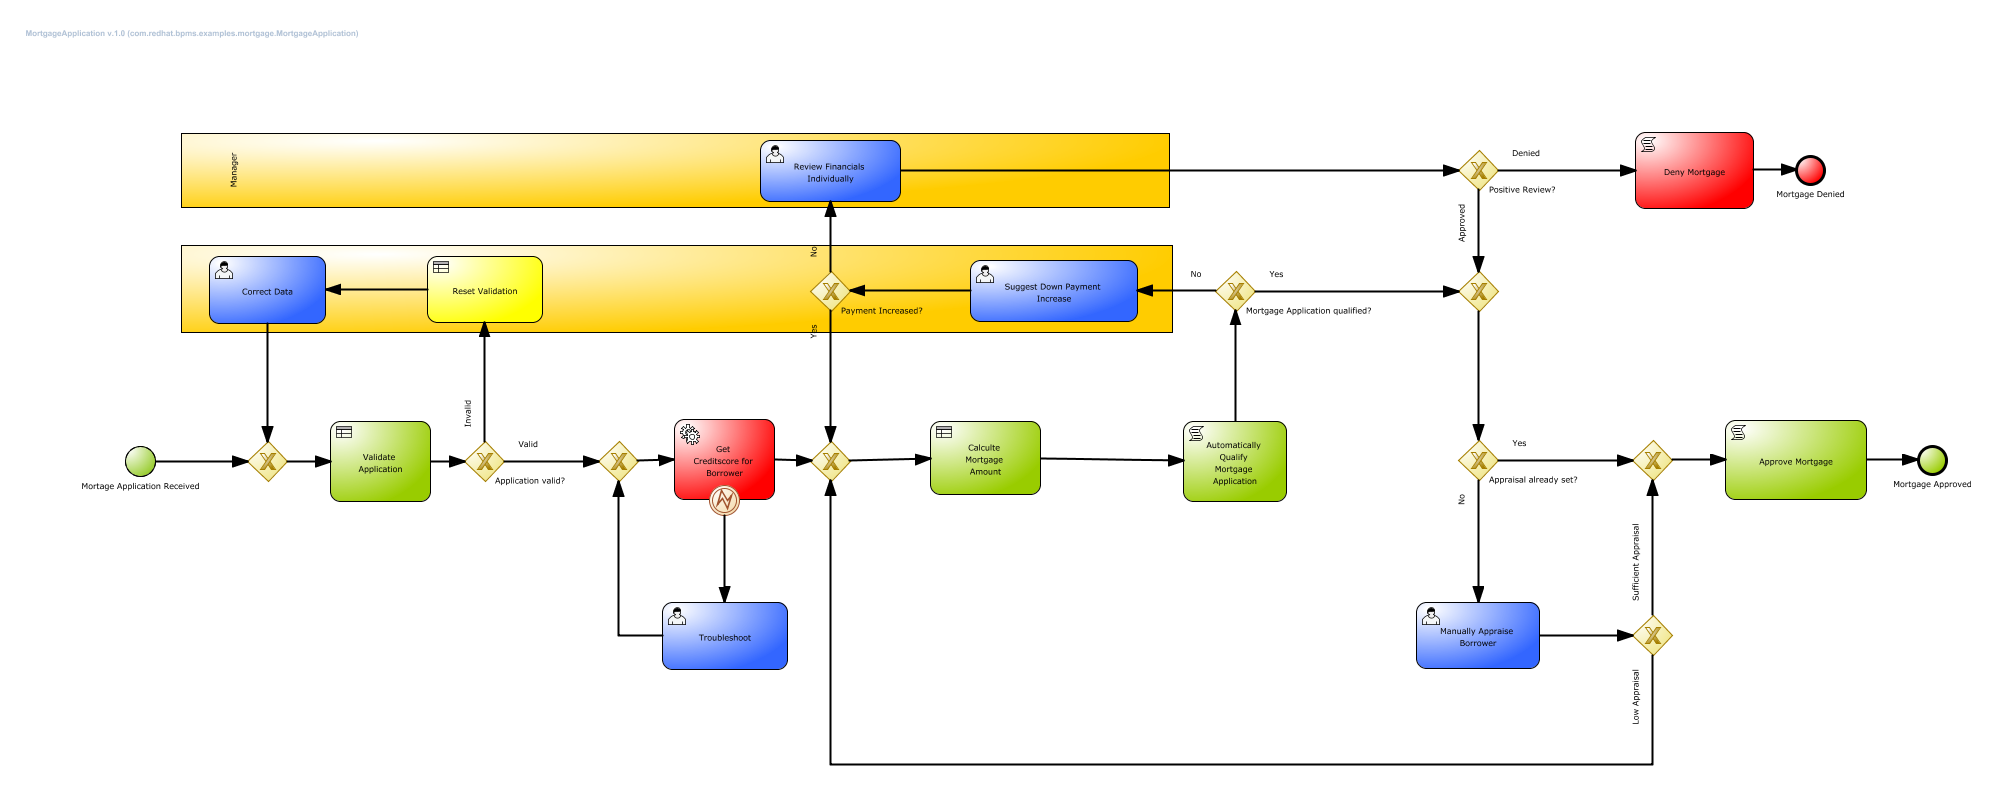 MortgageApplication v.1.0 (com.redhat.bpms.examples.mortgage.MortgageApplication)
Manager
Review Financials
Individually
Denied
Positive Review?
Deny Mortgage
Mortgage Denied
Approved
No
Correct Data
Reset Validation
Payment Increased?
Suggest Down Payment
Increase
No
Yes
Mortgage Application qualified?
Yes
Invalid
Mortage Application Received
Validate
Application
Valid
Application valid?
Get
Creditscore for
Borrower
Calculte
Mortgage
Amount
Automatically
Qualify
Mortgage
Application
Yes
Appraisal already set?
No
Approve Mortgage
Mortgage Approved
Sufficient Appraisal
Troubleshoot
Manually Appraise
Borrower
Low Appraisal